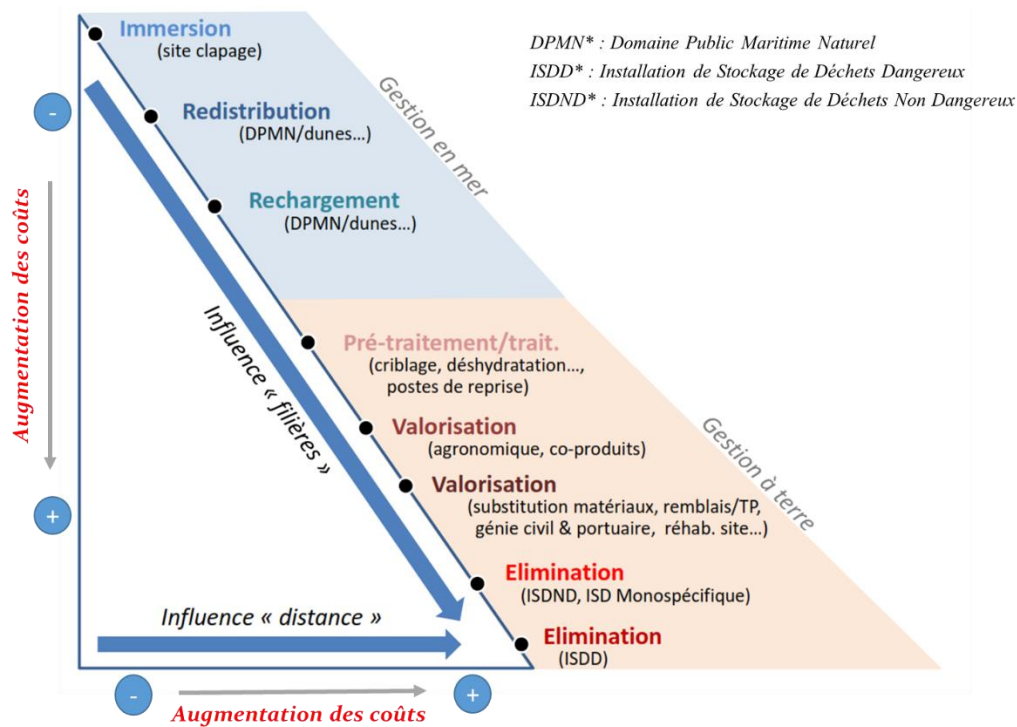 Immersion
(site clapage)
DPMN* : Domaine Public Maritime Naturel
ISDD* : Installation de Stockage de Déchets Dangereux
ISDND* : Installation de Stockage de Déchets Non Dangereux
Gestion en mer
-
Redistribution
(DPMN/dunes...)
Rechargement
(DPMN/dunes...)
Augmentation des coûts
Influence « filières »
Pré-traitement/trait.
(criblage, déshydratation...,
postes de reprise)
Valorisation
(agronomique, co-produits)
Gestion à terre
Valorisation
(substitution matériaux, remblais/TP,
génie civil & portuaire, réhab. site...)
+
Elimination
(ISDND, ISD Monospécifique)
Influence « distance »
Elimination
(ISDD)
-
+
Augmentation des coûts